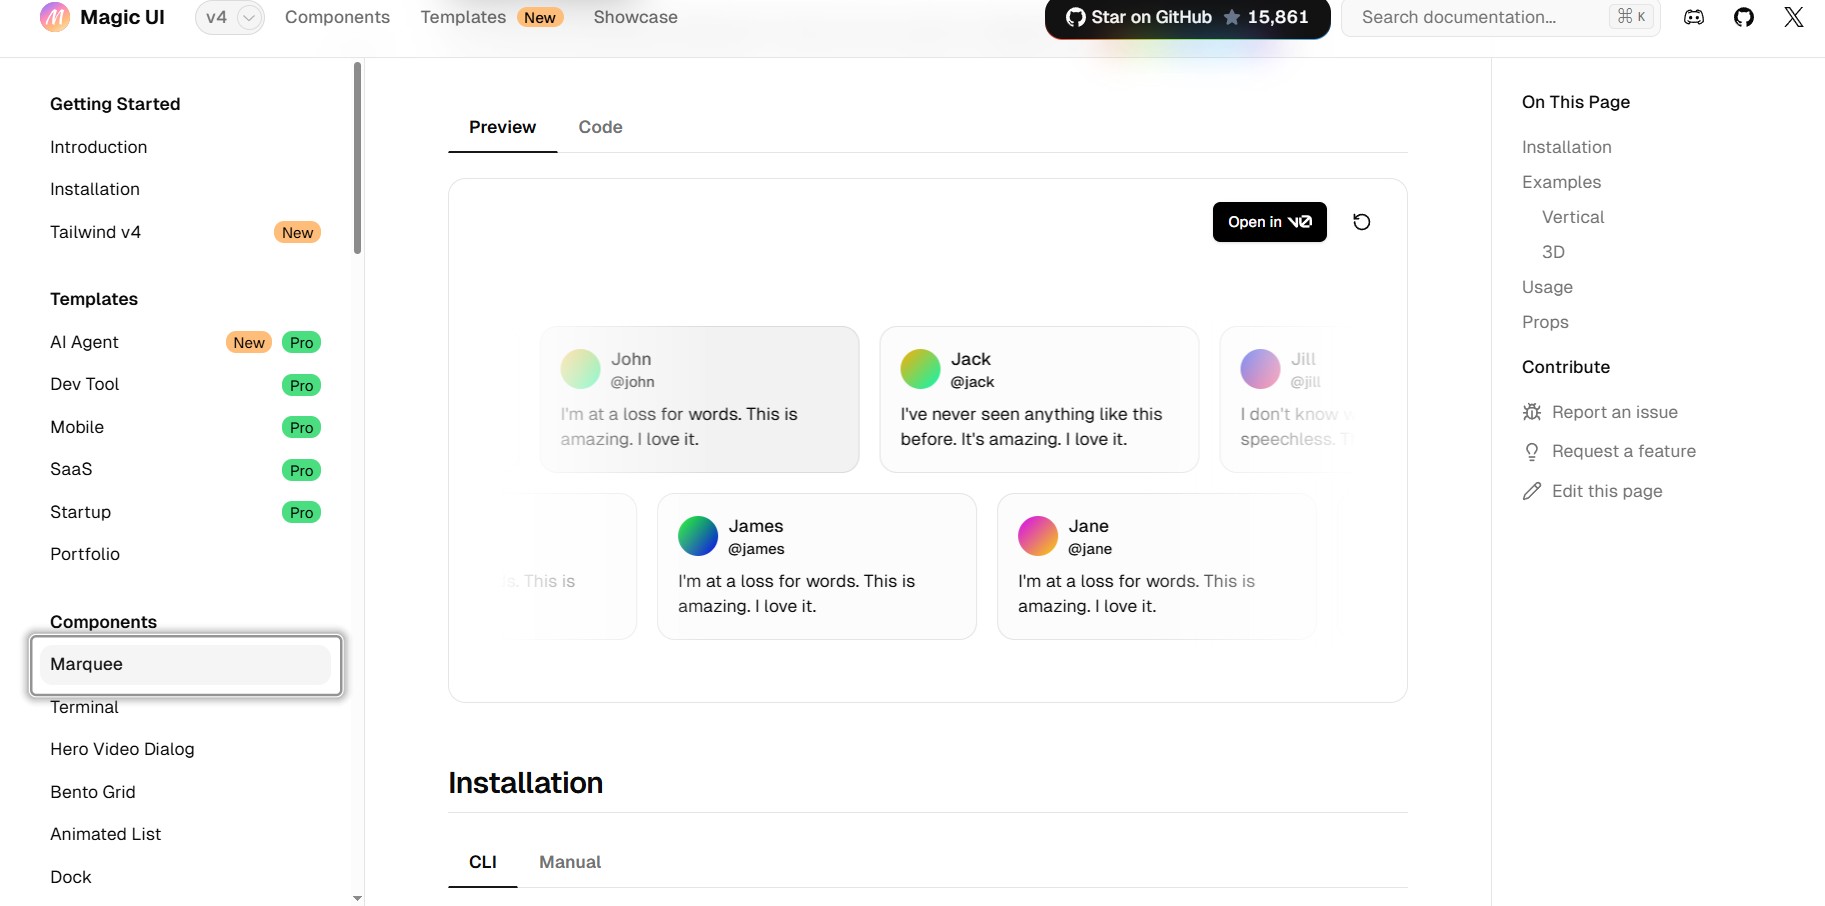 Magic UI
v4
Components
Templates New
Showcase
Star on GitHub 15,861
Search documentation...
⌘ K
Getting Started
Introduction
Installation
Tailwind v4 New
Templates
AI Agent New Pro
Dev Tool Pro
Mobile Pro
SaaS Pro
Startup Pro
Portfolio
Components
Marquee
Terminal
Hero Video Dialog
Bento Grid
Animated List
Dock
Preview
Code
Open in v0
John
@john
I'm at a loss for words. This is
amazing. I love it.
Jack
@jack
I've never seen anything like this
before. It's amazing. I love it.
Jill
@jill
I don't know
speechless.
This is
James
@james
I'm at a loss for words. This is
amazing. I love it.
Jane
@jane
I'm at a loss for words. This is
amazing. I love it.
Installation
CLI
Manual
On This Page
Installation
Examples
Vertical
3D
Usage
Props
Contribute
Report an issue
Request a feature
Edit this page